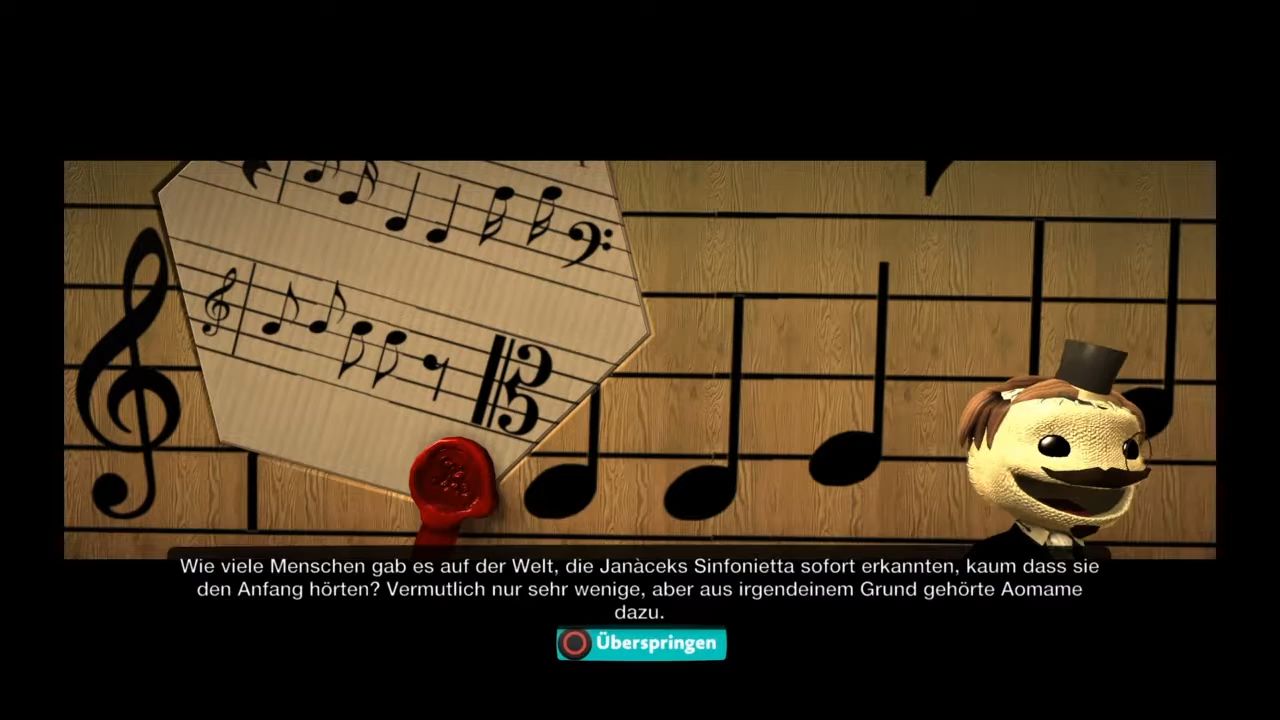 Wie viele Menschen gab es auf der Welt, die Janàceks Sinfonietta sofort erkannten, kaum dass sie
den Anfang hörten? Vermutlich nur sehr wenige, aber aus irgendeinem Grund gehörte Aomame
dazu.
Überspringen